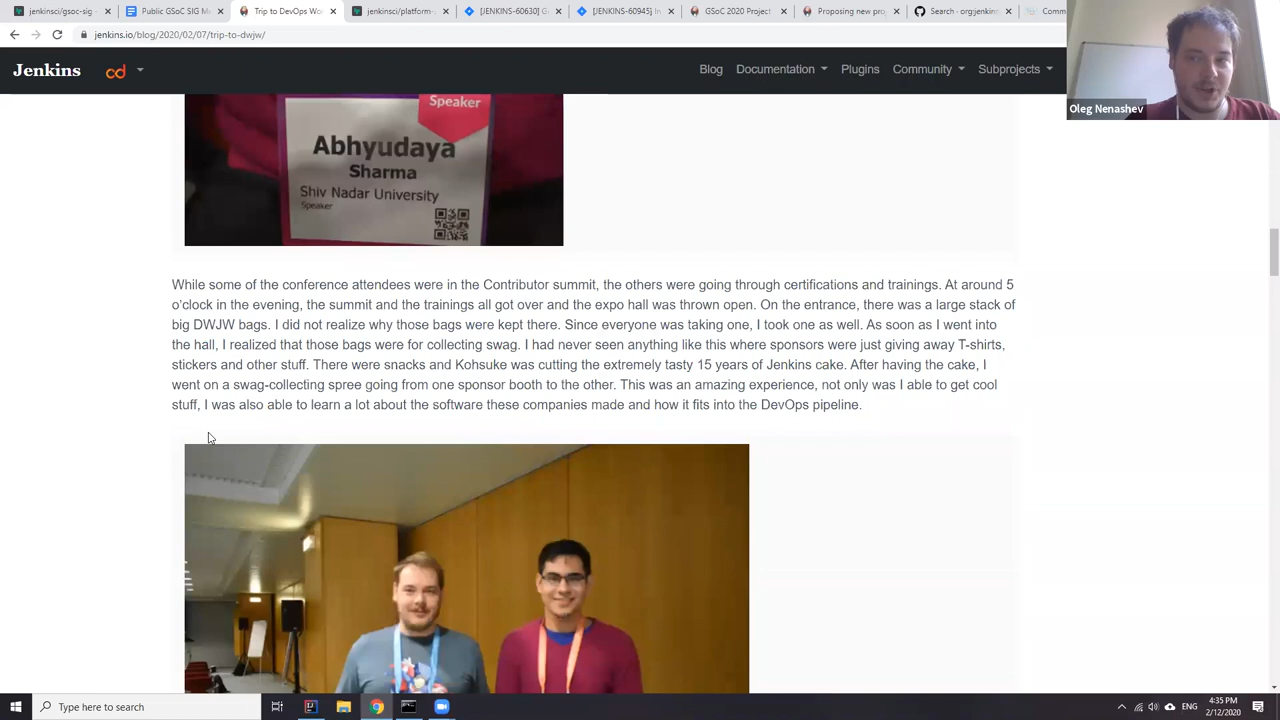 jenkinsci/gsoc-sig
Public GSoC SIG M
Trip to DevOps Wo
jenkinsci/platform-
[JENKINS-60630] G
[JENKINS-60945] In
GSoC 2020 Project
Proposing new pro
Search · org:jenkin
Comm
jenkins.io/blog/2020/02/07/trip-to-dwjw/
Jenkins
cd
Blog Documentation Plugins Community Subprojects
Oleg Nenashev
Speaker
Abhyudaya
Sharma
Shiv Nadar University
Speaker
While some of the conference attendees were in the Contributor summit, the others were going through certifications and trainings. At around 5
o’clock in the evening, the summit and the trainings all got over and the expo hall was thrown open. On the entrance, there was a large stack of
big DWJW bags. I did not realize why those bags were kept there. Since everyone was taking one, I took one as well. As soon as I went into
the hall, I realized that those bags were for collecting swag. I had never seen anything like this where sponsors were just giving away T-shirts,
stickers and other stuff. There were snacks and Kohsuke was cutting the extremely tasty 15 years of Jenkins cake. After having the cake, I
went on a swag-collecting spree going from one sponsor booth to the other. This was an amazing experience, not only was I able to get cool
stuff, I was also able to learn a lot about the software these companies made and how it fits into the DevOps pipeline.
Type here to search
ENG
4:35 PM
2/12/2020